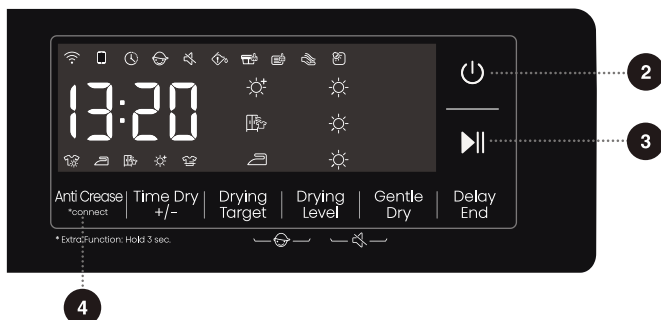 13:20
2
3
Anti Crease
*connect
Time Dry
+/-
Drying
Target
Drying
Level
Gentle
Dry
Delay
End
* Extra Function: Hold 3 sec.
4